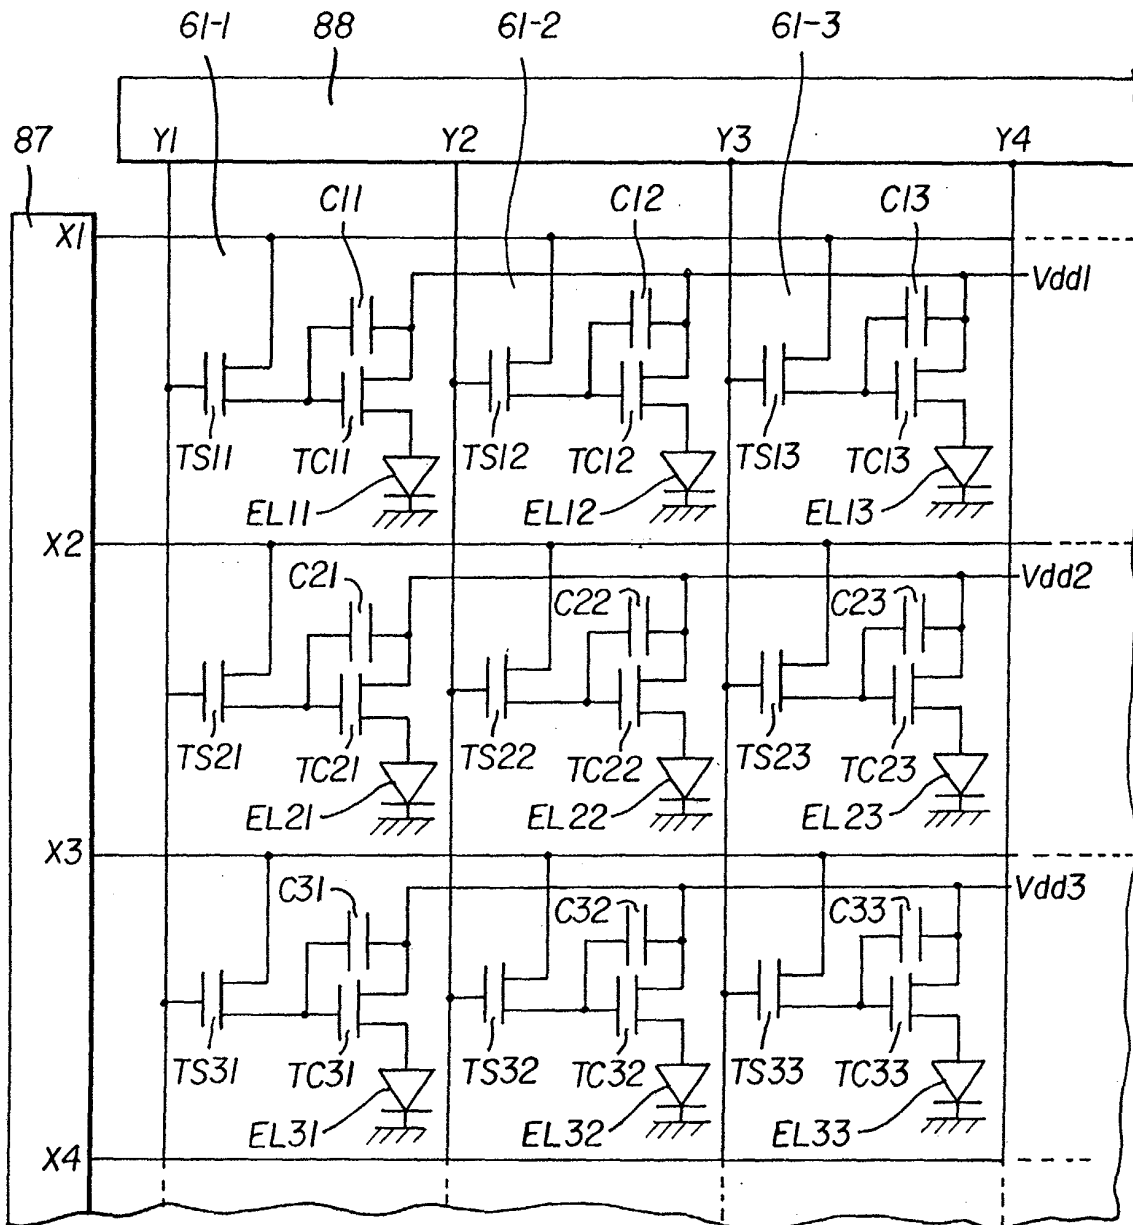 61-1 88 61-2 61-3
87 Y1 Y2 Y3 Y4
C11 C12 C13
X1
Vdd1
TS11 TC11 TS12 TC12 TS13 TC13
EL11 EL12 EL13
X2
C21 C22 C23 Vdd2
TS21 TC21 TS22 TC22 TS23 TC23
EL21 EL22 EL23
X3
C31 C32 C33 Vdd3
TS31 TC31 TS32 TC32 TS33 TC33
EL31 EL32 EL33
X4